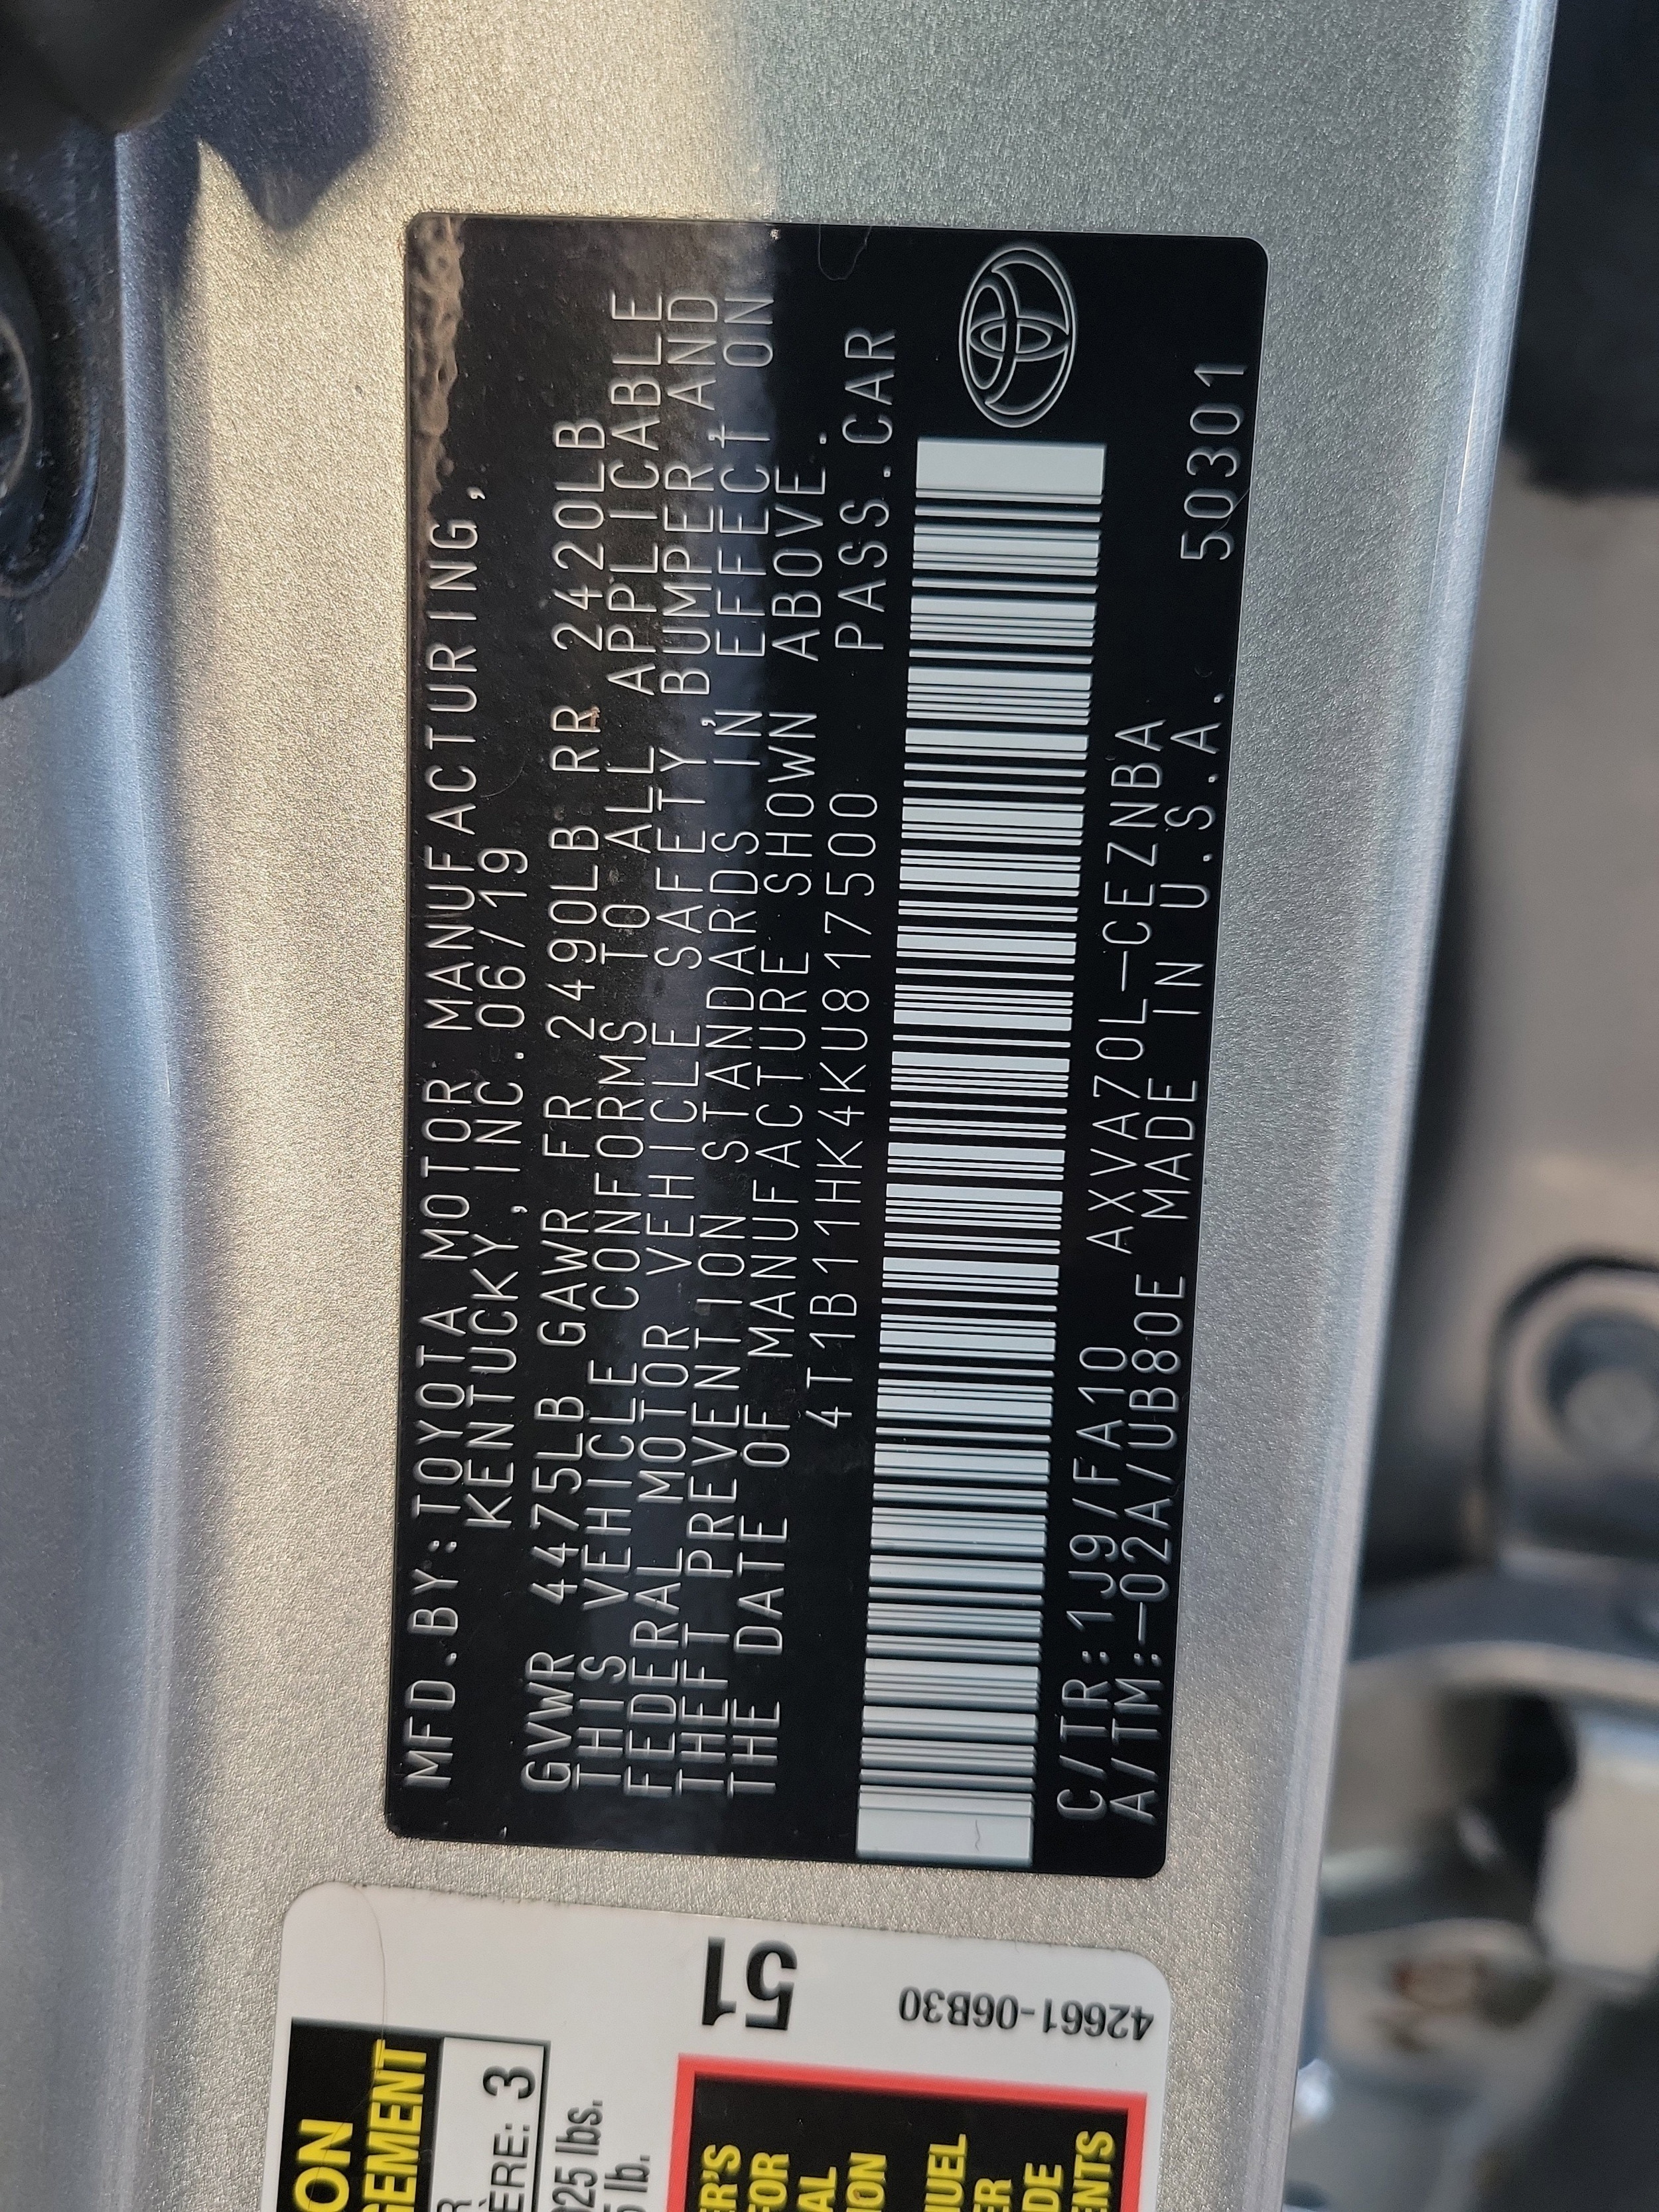 MFD.BY:TOYOTA MOTOR MANUFACTURING,
KENTUCKY,INC.06/19
GVWR 4475LB GAWR FR 2490LB RR 2420LB
THIS VEHICLE CONFORMS TO ALL APPLICABLE
FEDERAL MOTOR VEHICLE SAFETY,BUMPER,AND
THEFT PREVENTION STANDARDS IN EFFECT ON
THE DATE OF MANUFACTURE SHOWN ABOVE.
4T1B11HK4KU817500 PASS.CAR
C/TR:1J9/FA10 AXVA70L-CEZNBA
A/TM:-02A/UB80E MADE IN U.S.A. 50301
51
42661-06B30
3
lbs.
lb.